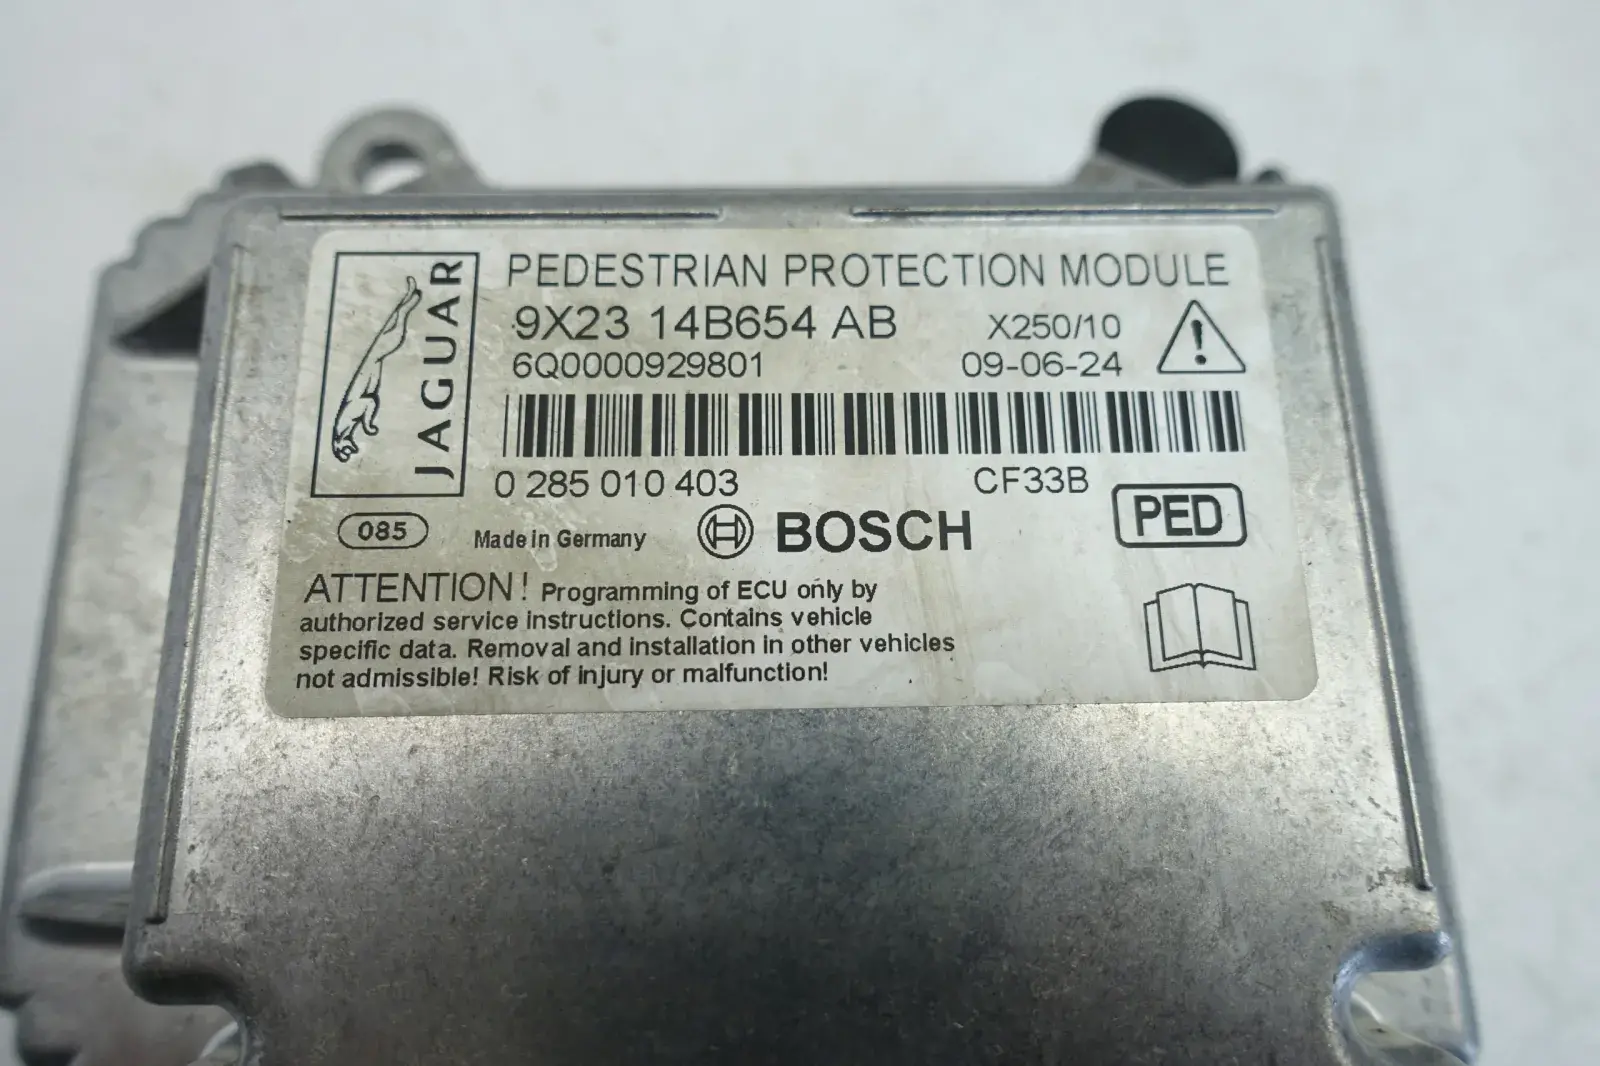 JAGUAR
PEDESTRIAN PROTECTION MODULE
9X23 14B654 AB
X250/10
6Q0000929801
09-06-24
0 285 010 403
CF33B
085
Made in Germany
BOSCH
PED
ATTENTION! Programming of ECU only by
authorized service instructions. Contains vehicle
specific data. Removal and installation in other vehicles
not admissible! Risk of injury or malfunction!